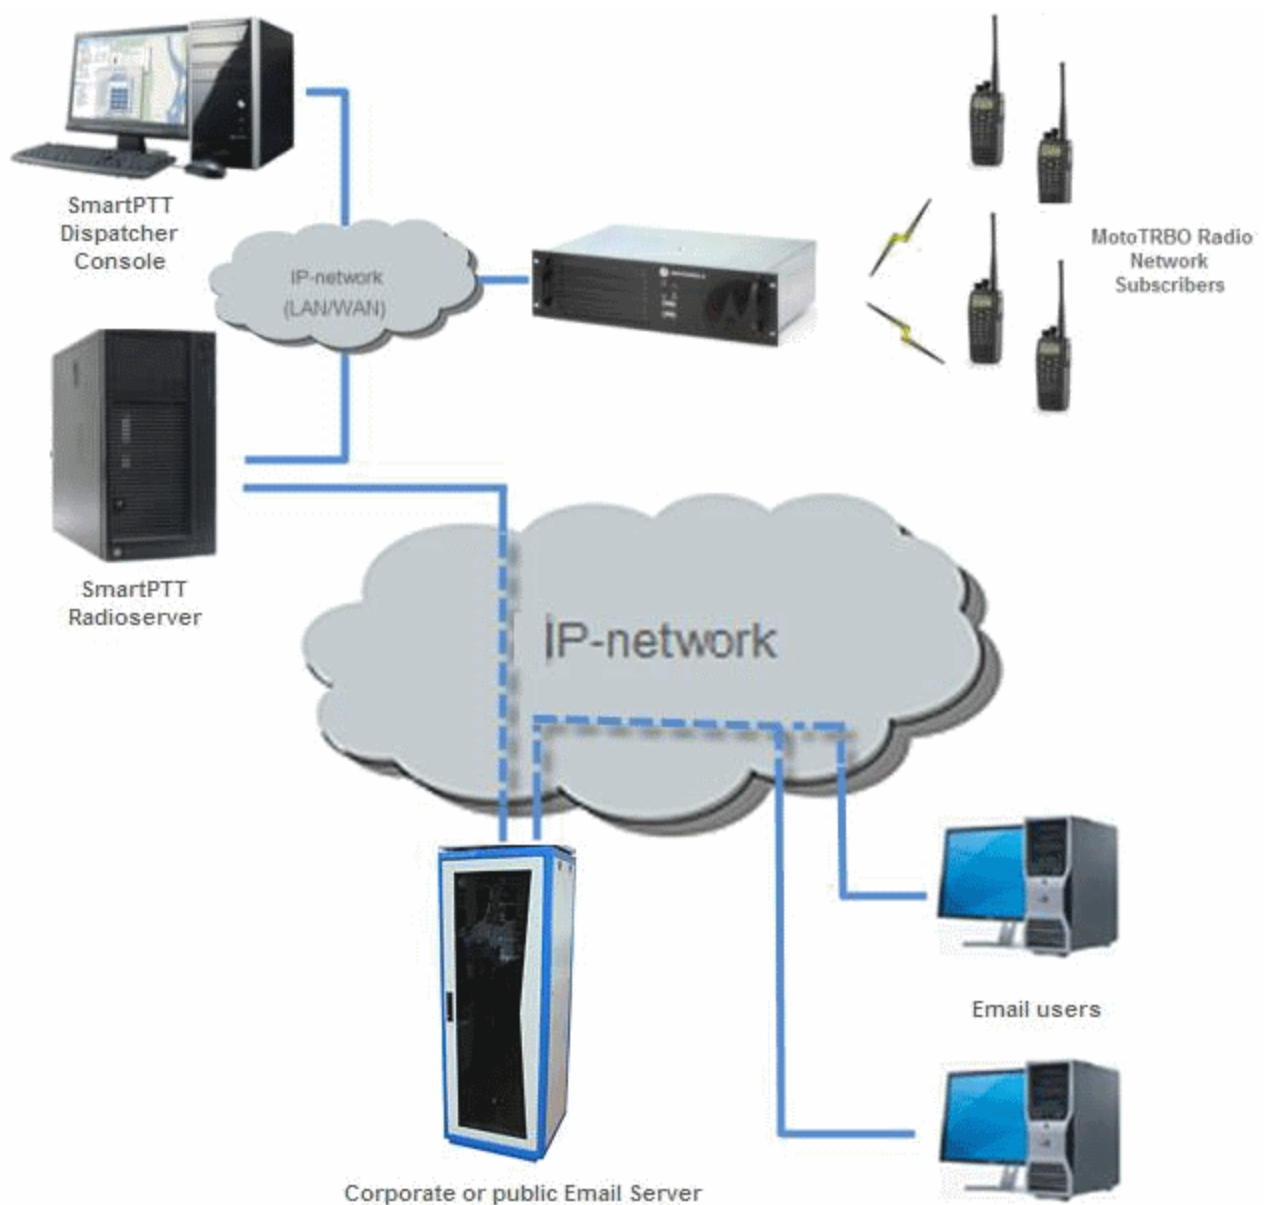 SmartPTT
Dispatcher
Console
IP-network
(LAN/WAN)
MOTOROLA
MotoTRBO Radio
Network
Subscribers
SmartPTT
Radioserver
IP-network
Email users
Corporate or public Email Server